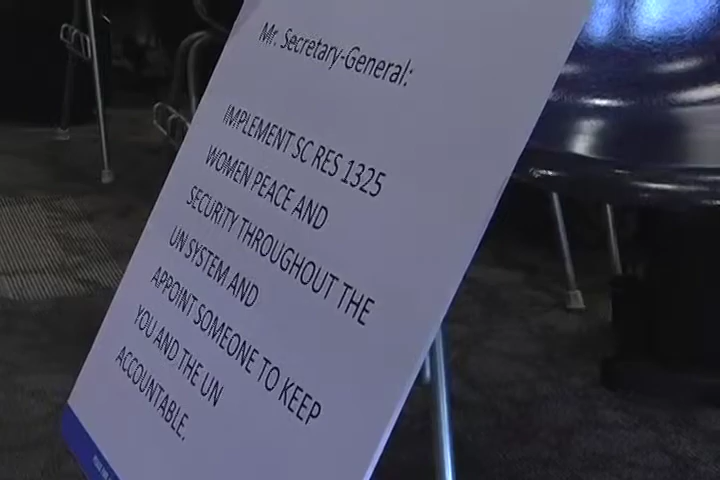 Mr. Secretary-General:
IMPLEMENT SC RES 1325
WOMEN PEACE AND
SECURITY THROUGHOUT THE
UN SYSTEM AND
APPOINT SOMEONE TO KEEP
YOU AND THE UN
ACCOUNTABLE.